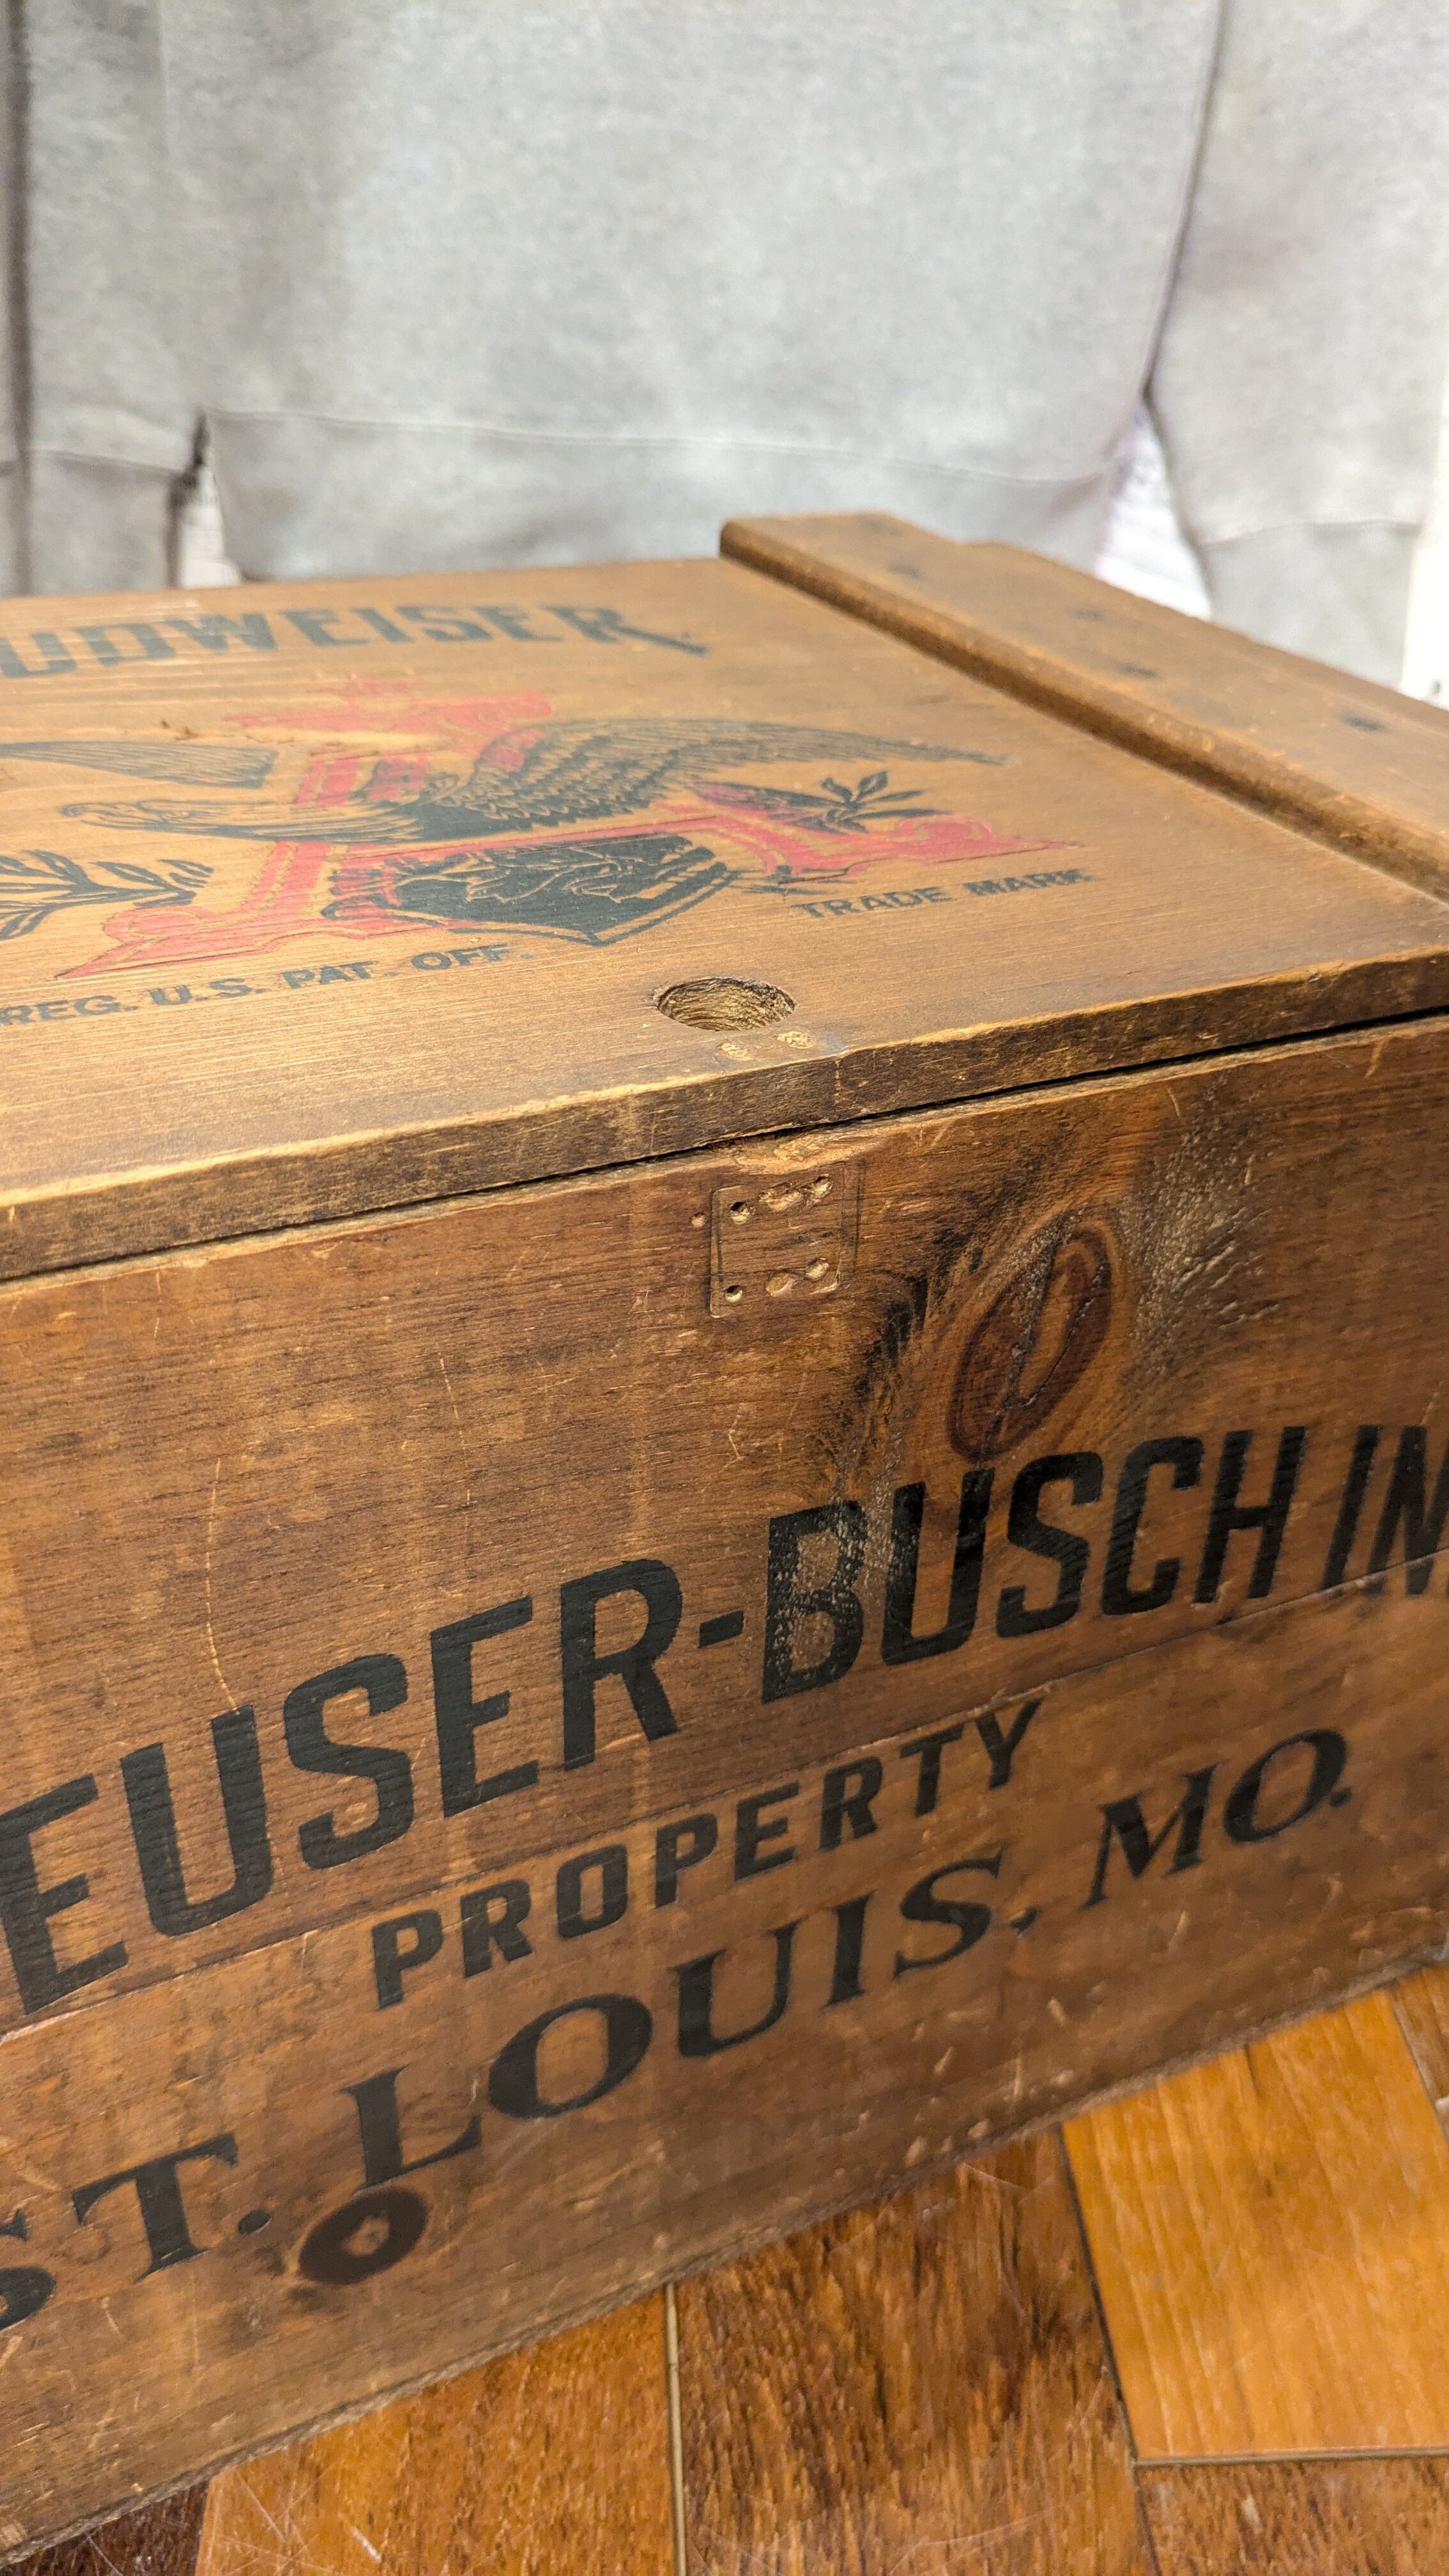 UDWEISER
TRADE MARK
REG. U.S. PAT. OFF.
EUSER-BUSCH IN
PROPERTY
ST. LOUIS, MO.